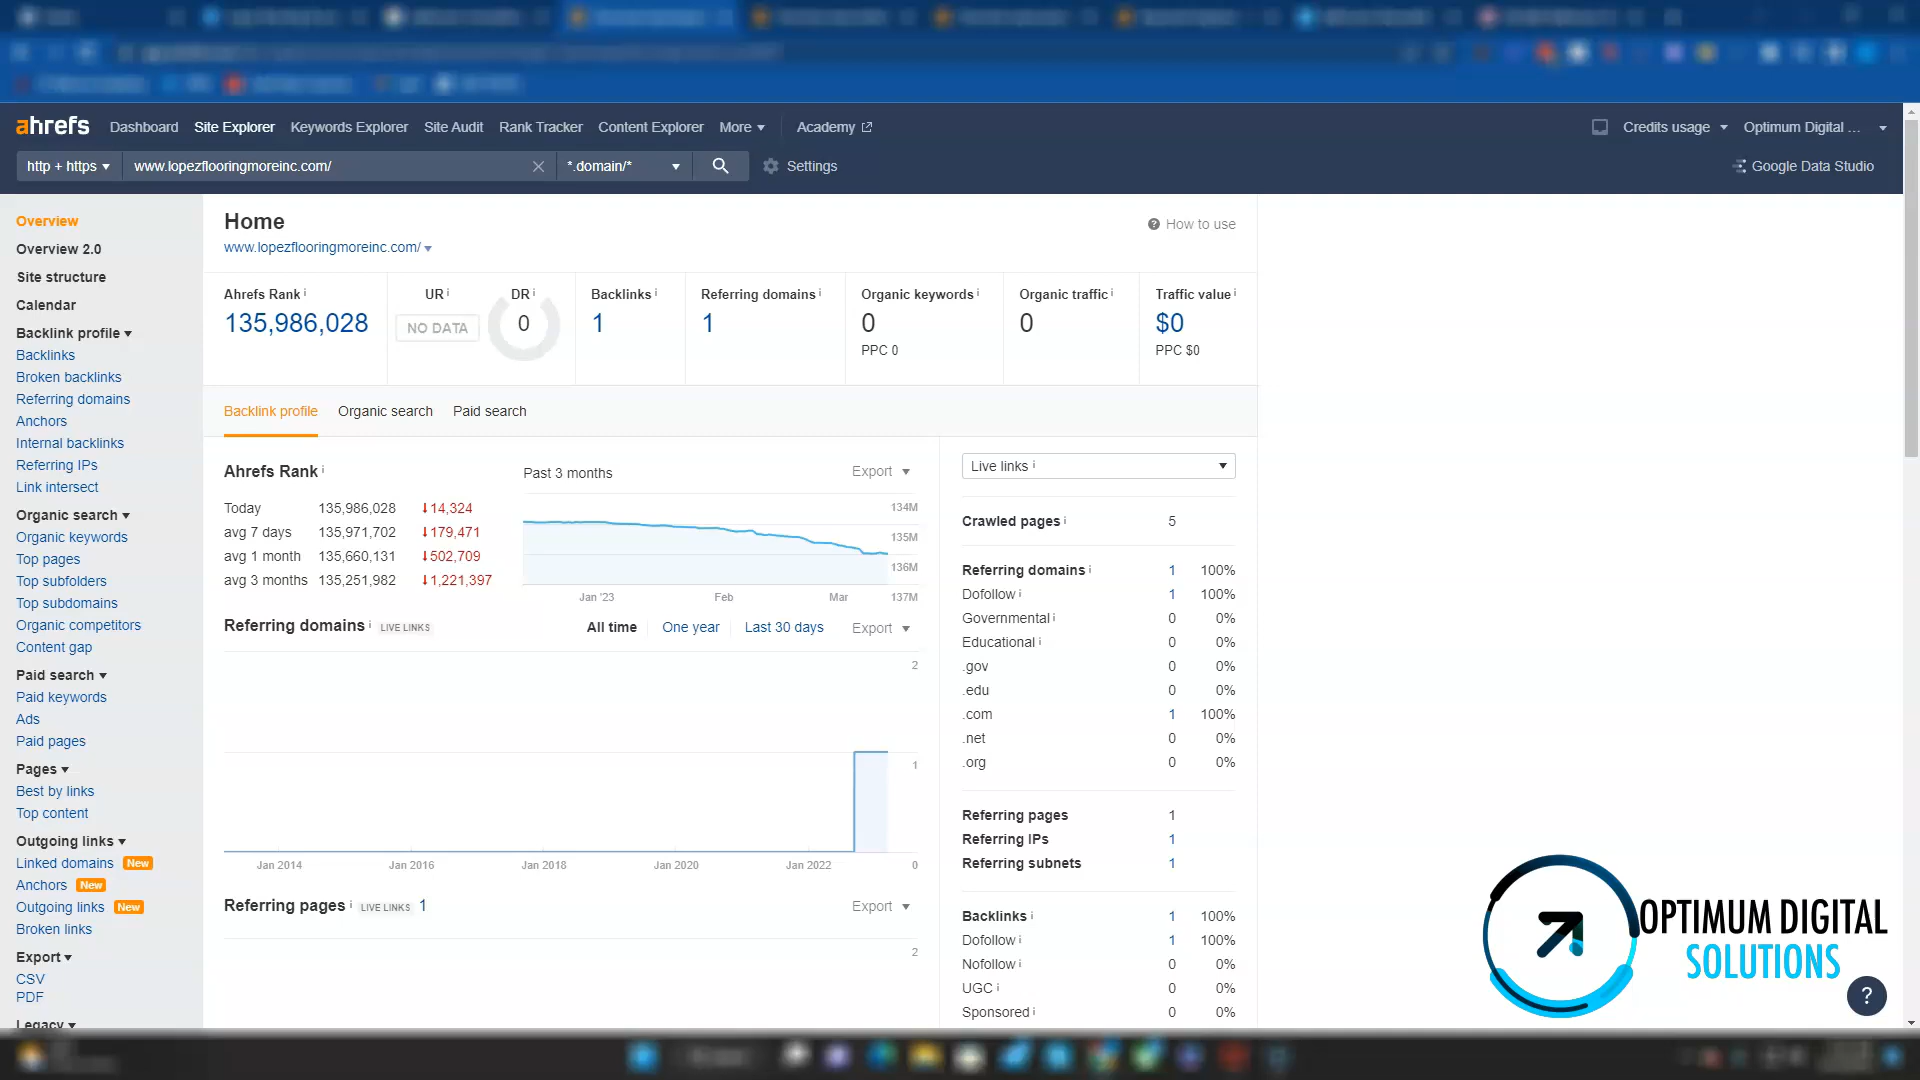 ahrefs Dashboard Site Explorer Keywords Explorer Site Audit Rank Tracker Content Explorer More Academy Credits usage Optimum Digital ...
http + https www.lopezflooringmoreinc.com/ *.domain/* Settings Google Data Studio
Overview
Overview 2.0
Site structure
Calendar
Backlink profile
Backlinks
Broken backlinks
Referring domains
Anchors
Internal backlinks
Referring IPs
Link intersect
Organic search
Organic keywords
Top pages
Top subfolders
Top subdomains
Organic competitors
Content gap
Paid search
Paid keywords
Ads
Paid pages
Pages
Best by links
Top content
Outgoing links
Linked domains New
Anchors New
Outgoing links New
Broken links
Export
CSV
PDF
Legacy
Home
How to use
www.lopezflooringmoreinc.com/
Ahrefs Rank i UR i DR i Backlinks i Referring domains i Organic keywords i Organic traffic i Traffic value i
135,986,028 NO DATA 0 1 1 0 0 $0
PPC 0 PPC $0
Backlink profile Organic search Paid search
Ahrefs Rank i Past 3 months Export
Today 135,986,028 ↓14,324
avg 7 days 135,971,702 ↓179,471
avg 1 month 135,660,131 ↓502,709
avg 3 months 135,251,982 ↓1,221,397
134M
135M
136M
137M
Jan '23 Feb Mar
Referring domains i LIVE LINKS All time One year Last 30 days Export
2
1
0
Jan 2014 Jan 2016 Jan 2018 Jan 2020 Jan 2022
Referring pages i LIVE LINKS 1 Export
2
Live links i
Crawled pages i 5
Referring domains i 1 100%
Dofollow i 1 100%
Governmental i 0 0%
Educational i 0 0%
.gov 0 0%
.edu 0 0%
.com 1 100%
.net 0 0%
.org 0 0%
Referring pages 1
Referring IPs 1
Referring subnets 1
Backlinks i 1 100%
Dofollow i 1 100%
Nofollow i 0 0%
UGC i 0 0%
Sponsored i 0 0%
OPTIMUM DIGITAL
SOLUTIONS
?